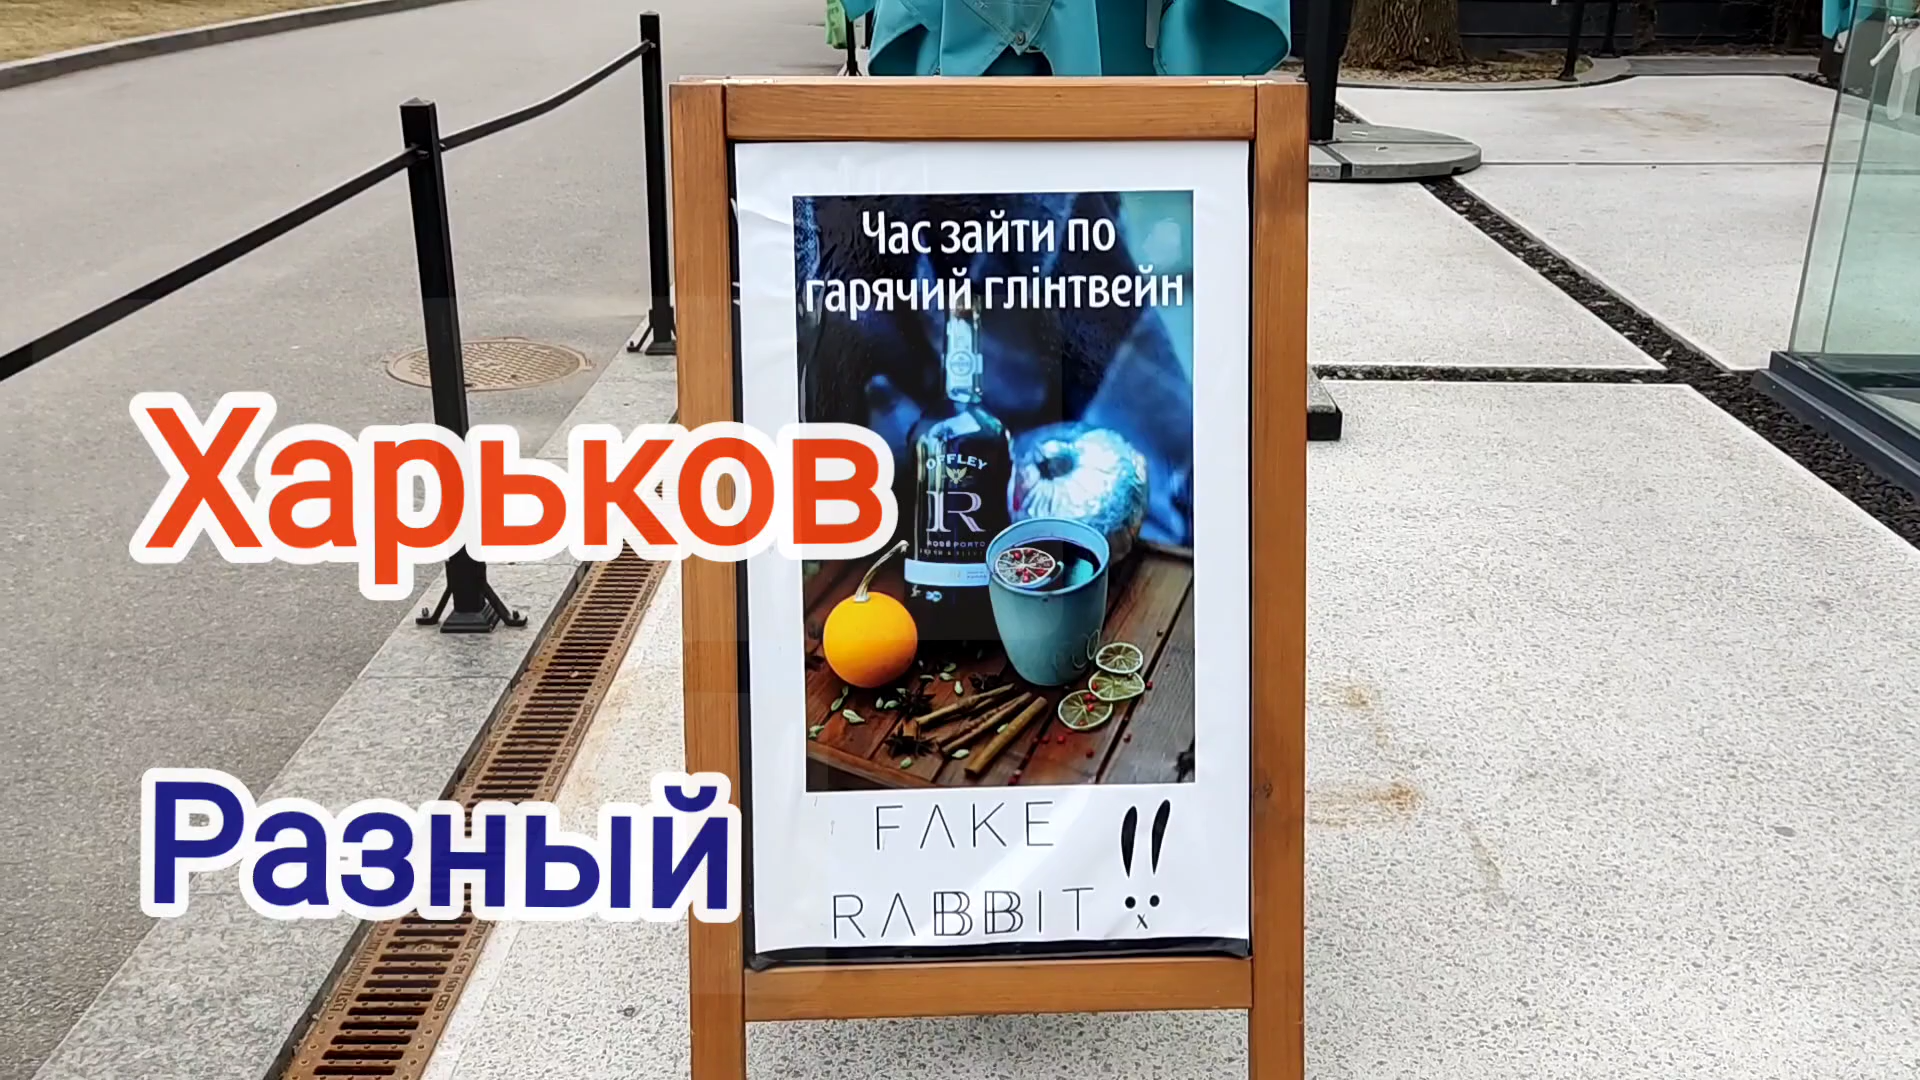 Час зайти по
гарячий глінтвейн
Харьков
OFFLEY
R
ROSÉ PORTO
Разный
FAKE
RABBIT